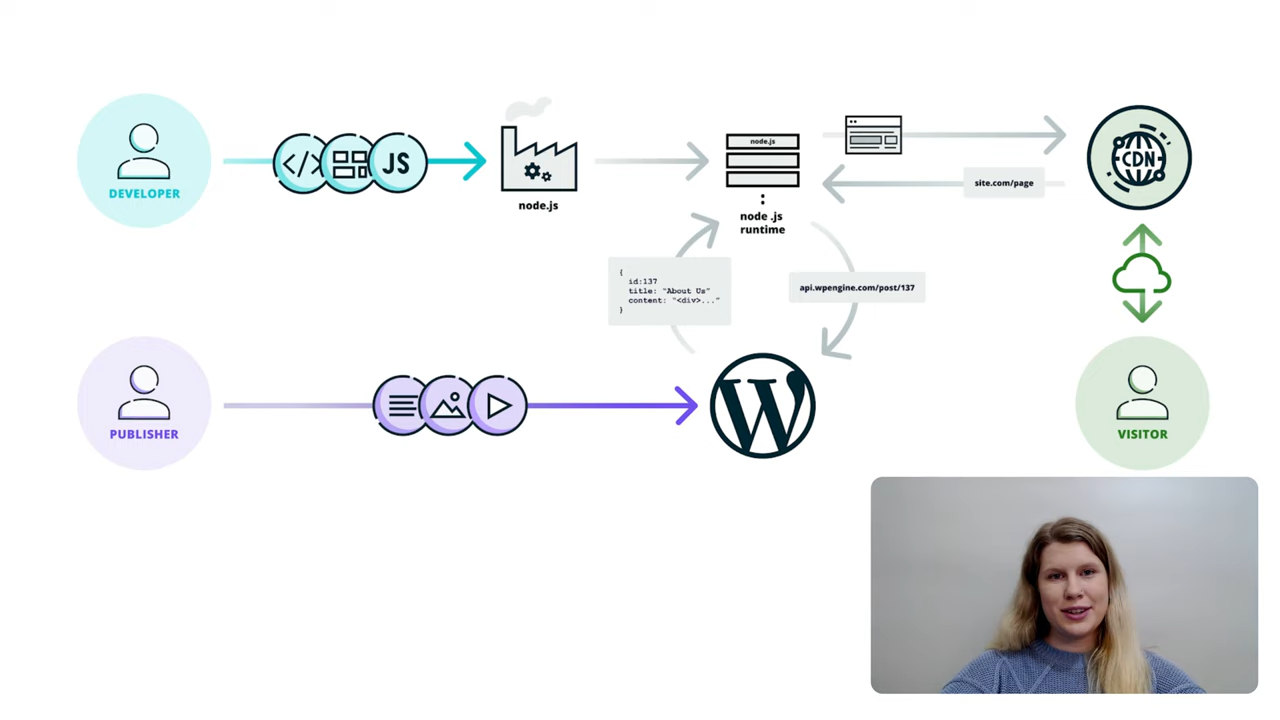 DEVELOPER
</>
JS
node.js
node.js
node .js
runtime
site.com/page
CDN
{
id:137
title: “About Us”
content: “<div>...”
}
api.wpengine.com/post/137
PUBLISHER
W
VISITOR